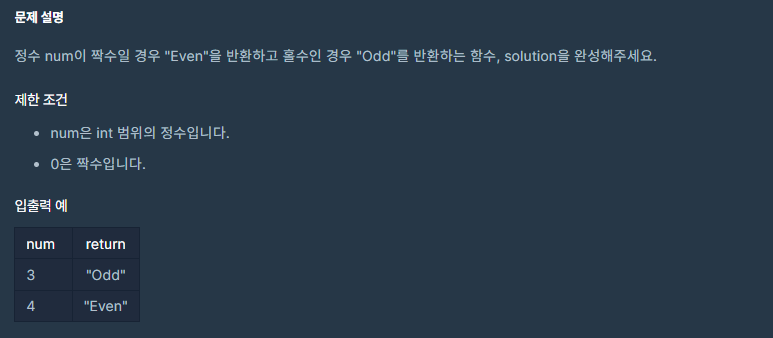 문제 설명
정수 num이 짝수일 경우 "Even"을 반환하고 홀수인 경우 "Odd"를 반환하는 함수, solution을 완성해주세요.
제한 조건
• num은 int 범위의 정수입니다.
• 0은 짝수입니다.
입출력 예
num return
3 "Odd"
4 "Even"